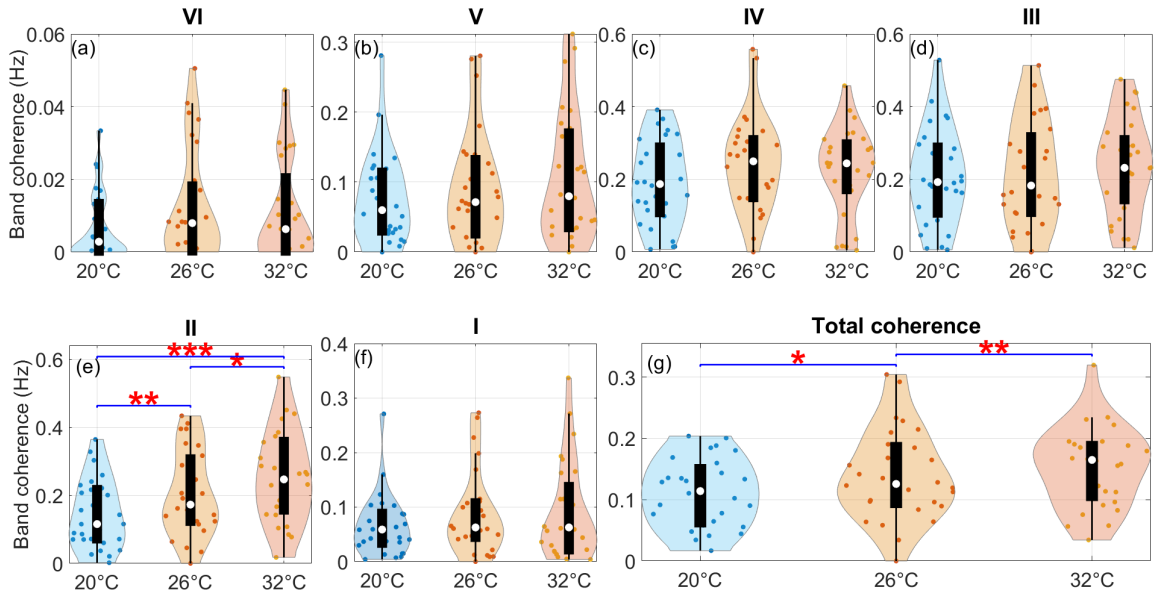 VI V IV III
(a) (b) (c) (d)
Band coherence (Hz)
0.06 0.04 0.02 0
0.3 0.2 0.1 0
0.6 0.4 0.2 0
0.6 0.4 0.2 0
20°C 26°C 32°C 20°C 26°C 32°C 20°C 26°C 32°C 20°C 26°C 32°C
II I Total coherence
(e) (f) (g)
*** * ** * **
Band coherence (Hz)
0.6 0.4 0.2 0
0.4 0.3 0.2 0.1 0
0.3 0.2 0.1 0
20°C 26°C 32°C 20°C 26°C 32°C 20°C 26°C 32°C